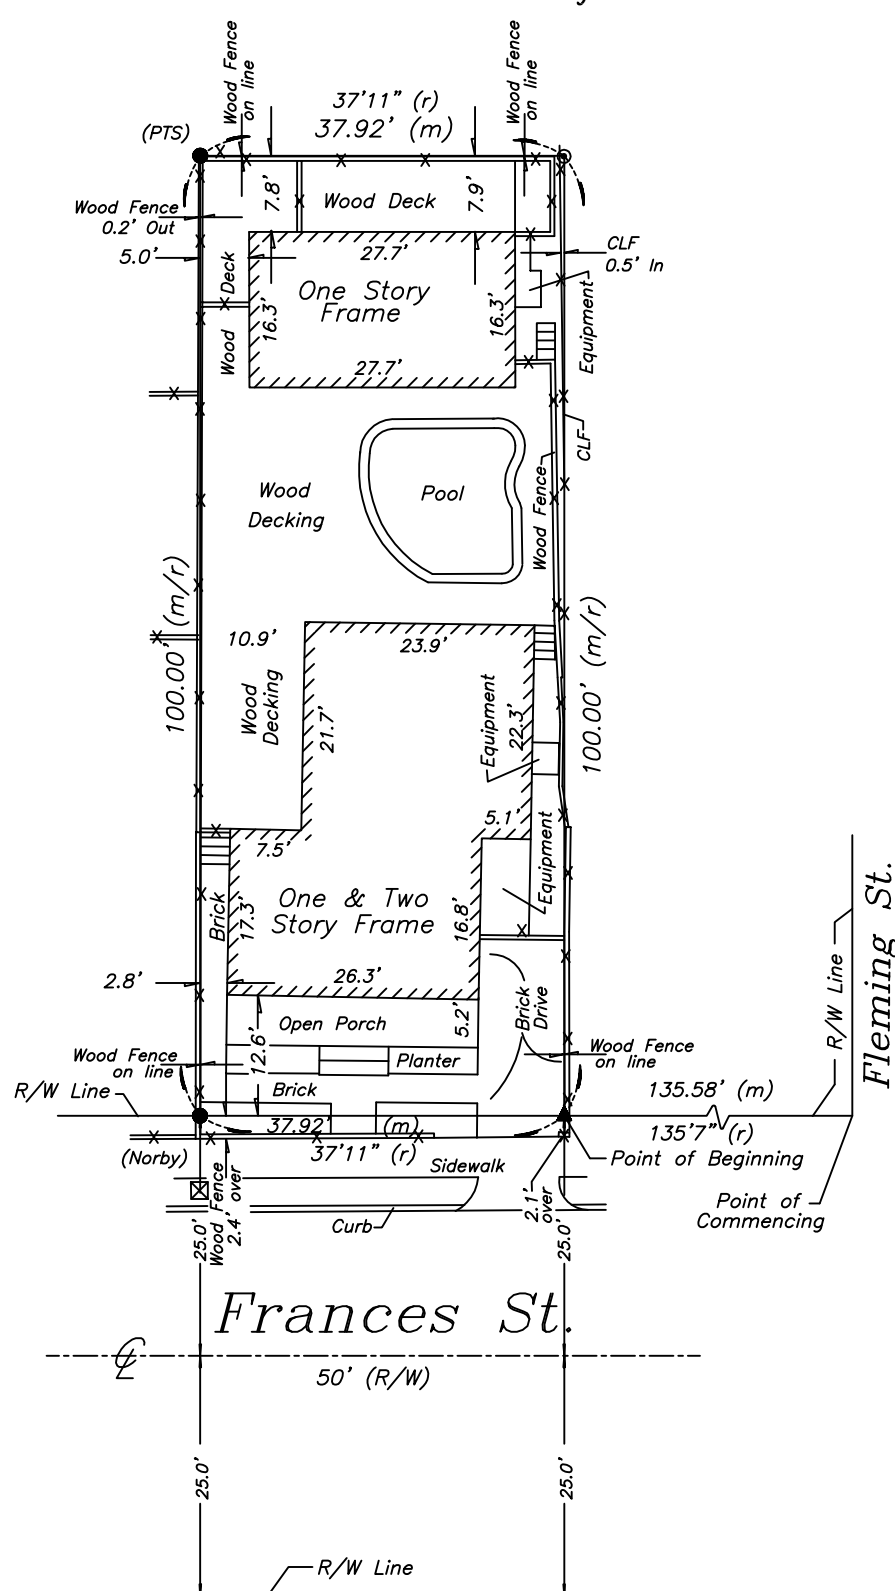 Wood Fence
on line
Wood Fence
on line
37'11" (r)
37.92' (m)
(PTS)
7.8'
Wood Deck
7.9'
Wood Fence
0.2' Out
5.0'
CLF
0.5' In
27.7'
Wood Deck
16.3'
One Story
Frame
16.3'
Equipment
27.7'
CLF
Wood
Decking
Pool
Wood Fence
100.00' (m/r)
100.00' (m/r)
10.9'
23.9'
Wood
Decking
21.7'
Equipment
22.3'
5.1'
7.5'
Equipment
Brick
17.3'
One & Two
Story Frame
16.8'
2.8'
26.3'
Fleming St.
R/W Line
12.6'
Open Porch
5.2'
Brick
Drive
Wood Fence
on line
Planter
Wood Fence
on line
R/W Line
Brick
135.58' (m)
37.92' (m)
135'7" (r)
(Norby)
37'11" (r)
Point of Beginning
Sidewalk
Wood Fence
2.4' over
2.1'
over
Point of
Commencing
Curb
25.0'
25.0'
Frances St.
CL
50' (R/W)
25.0'
25.0'
R/W Line